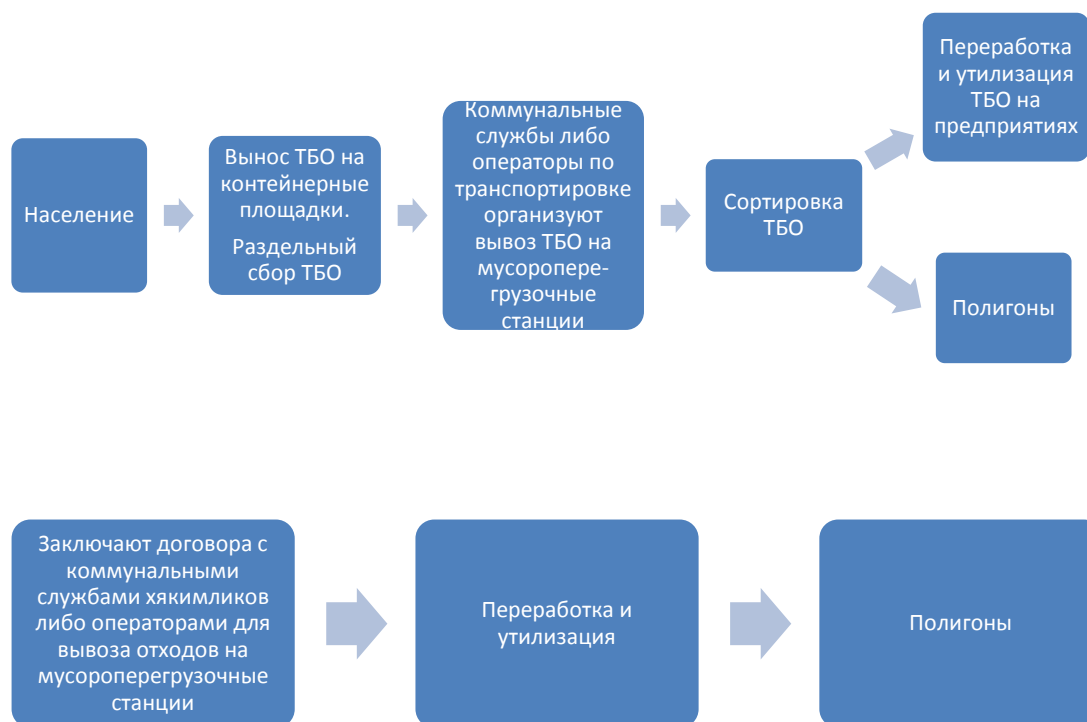 Население
Вынос ТБО на
контейнерные
площадки.
Раздельный
сбор ТБО
Коммунальные
службы либо
операторы по
транспортировке
организуют
вывоз ТБО на
мусоропере-
грузочные
станции
Сортировка
ТБО
Переработка
и утилизация
ТБО на
предприятиях
Полигоны
Заключают договора с
коммунальными
службами хякимликов
либо операторами для
вывоза отходов на
мусороперегрузочные
станции
Переработка и
утилизация
Полигоны